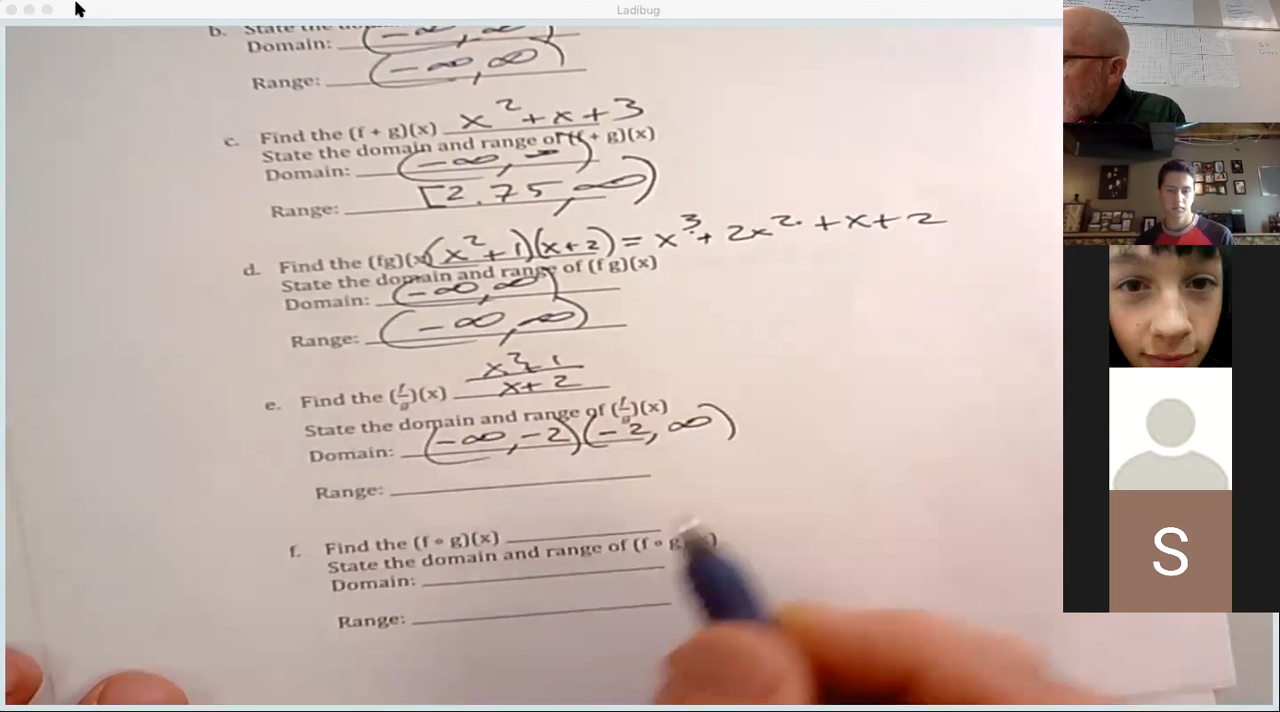 Ladibug
b. State the
Domain: (-∞, ∞)
Range: (-∞, ∞)
c. Find the (f + g)(x) x² + x + 3
State the domain and range of (f + g)(x)
Domain: (-∞, ∞)
Range: [2.75, ∞)
d. Find the (fg)(x) (x² + 1)(x + 2) = x³ + 2x² + x + 2
State the domain and range of (f g)(x)
Domain: (-∞, ∞)
Range: (-∞, ∞)
e. Find the (f/g)(x) x²+1/x+2
State the domain and range of (f/g)(x)
Domain: (-∞, -2)(-2, ∞)
Range:
f. Find the (f ∘ g)(x)
State the domain and range of (f ∘ g)(x)
Domain:
Range:
S